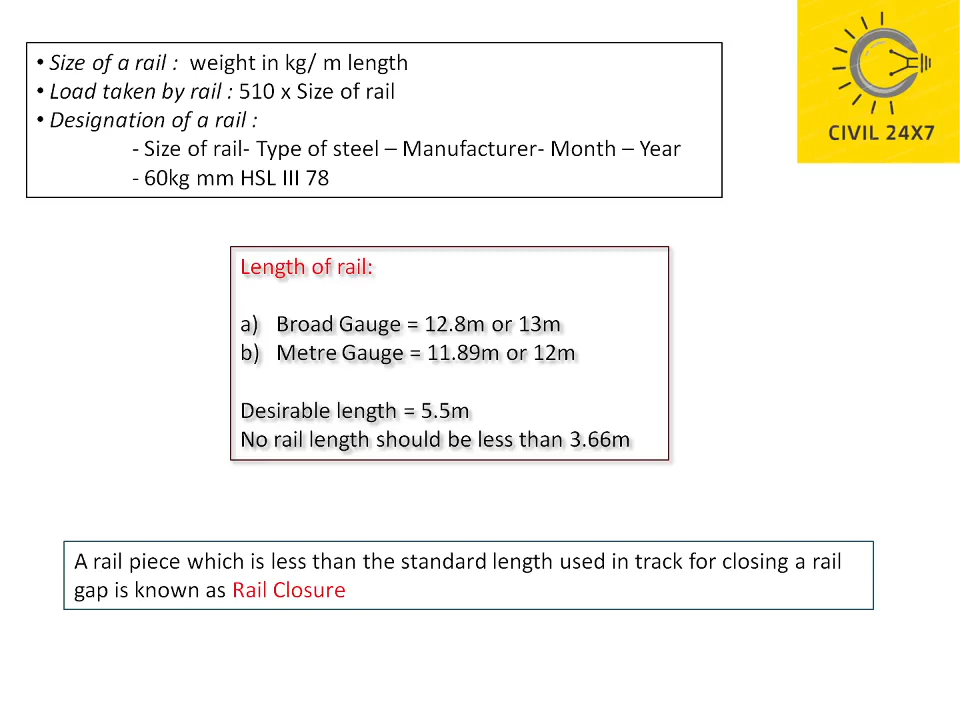 • Size of a rail : weight in kg/ m length
• Load taken by rail : 510 x Size of rail
• Designation of a rail :
- Size of rail- Type of steel – Manufacturer- Month – Year
- 60kg mm HSL III 78
CIVIL 24X7
Length of rail:
a) Broad Gauge = 12.8m or 13m
b) Metre Gauge = 11.89m or 12m
Desirable length = 5.5m
No rail length should be less than 3.66m
A rail piece which is less than the standard length used in track for closing a rail
gap is known as Rail Closure